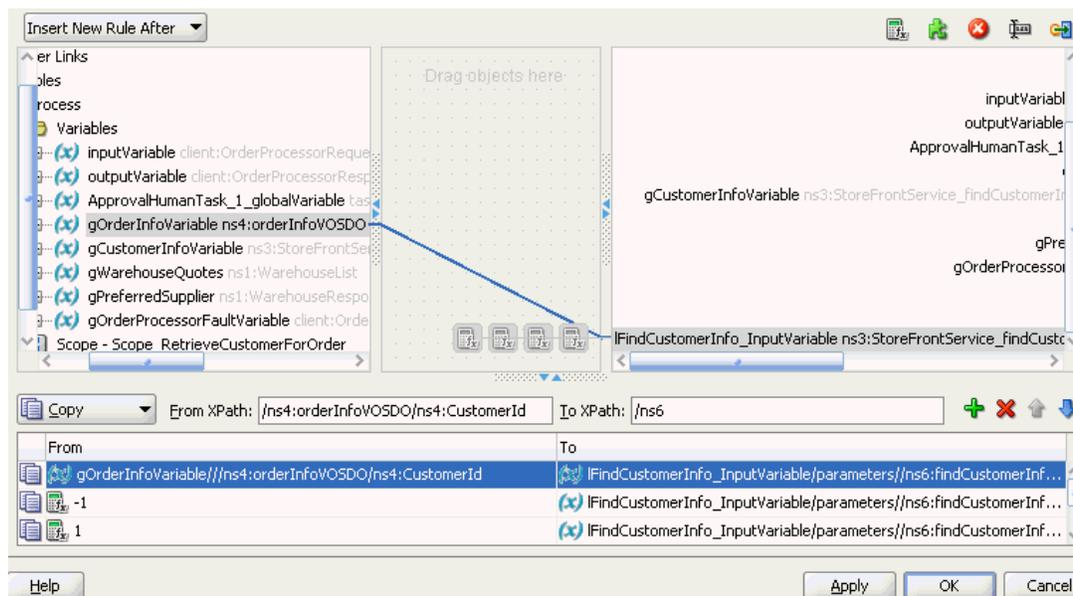 Insert New Rule After
er Links
Drag objects here
bles
rocess
inputVariabl
Variables
outputVariable
inputVariable client:OrderProcessorReque
ApprovalHumanTask_1
outputVariable client:OrderProcessorResp
ApprovalHumanTask_1_globalVariable tas
gCustomerInfoVariable ns3:StoreFrontService_findCustomerIr
gOrderInfoVariable ns4:orderInfoVOSDO
gCustomerInfoVariable ns3:StoreFrontSer
gPre
gWarehouseQuotes ns1:WarehouseList
gOrderProcessor
gPreferredSupplier ns1:WarehouseRespo
gOrderProcessorFaultVariable client:Orde
Scope - Scope_RetrieveCustomerForOrder
lFindCustomerInfo_InputVariable ns3:StoreFrontService_findCusto
Copy
From XPath: /ns4:orderInfoVOSDO/ns4:CustomerId
To XPath: /ns6
From To
gOrderInfoVariable///ns4:orderInfoVOSDO/ns4:CustomerId lFindCustomerInfo_InputVariable/parameters//ns6:findCustomerInf...
-1 lFindCustomerInfo_InputVariable/parameters//ns6:findCustomerInf...
1 lFindCustomerInfo_InputVariable/parameters//ns6:findCustomerInf...
Help Apply OK Cancel